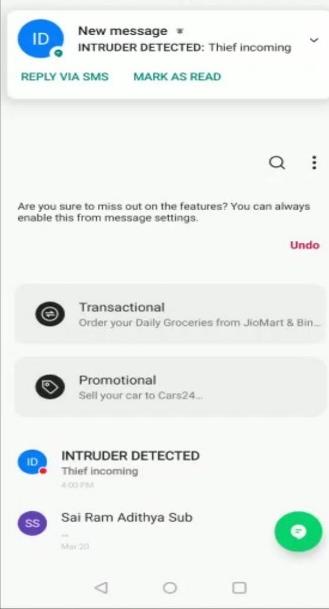 ID
New message
INTRUDER DETECTED: Thief incoming
REPLY VIA SMS MARK AS READ
Are you sure to miss out on the features? You can always
enable this from message settings.
Undo
Transactional
Order your Daily Groceries from JioMart & Bin...
Promotional
Sell your car to Cars24...
ID
INTRUDER DETECTED
Thief incoming
4:00 PM
SS
Sai Ram Adithya Sub
...
Mar 20